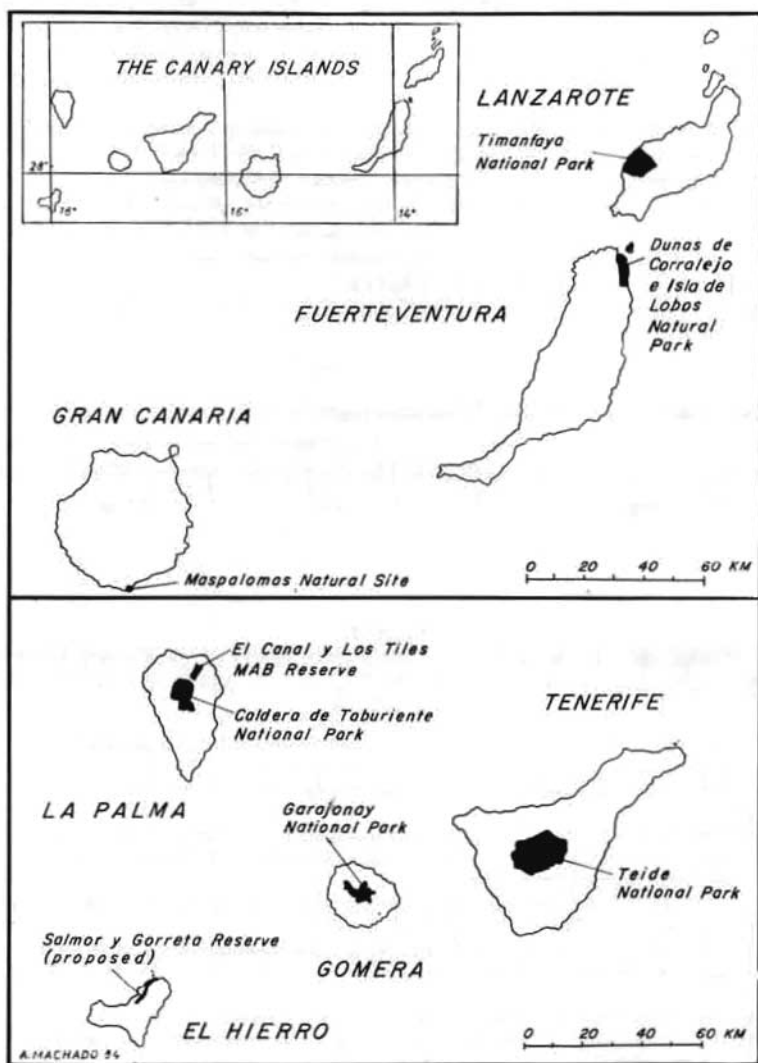 THE CANARY ISLANDS
28°
18°
16°
14°
LANZAROTE
Timanfaya
National Park
Dunas de
Corralejo
e Isla de
Lobos
Natural
Park
FUERTEVENTURA
GRAN CANARIA
Maspalomas Natural Site
0 20 40 60 KM
El Canal y Los Tiles
MAB Reserve
Caldera de Taburiente
National Park
TENERIFE
LA PALMA
Garajonay
National Park
Teide
National Park
Salmor y Gorreta Reserve
(proposed)
GOMERA
EL HIERRO
0 20 40 60 KM
A. MACHADO 84